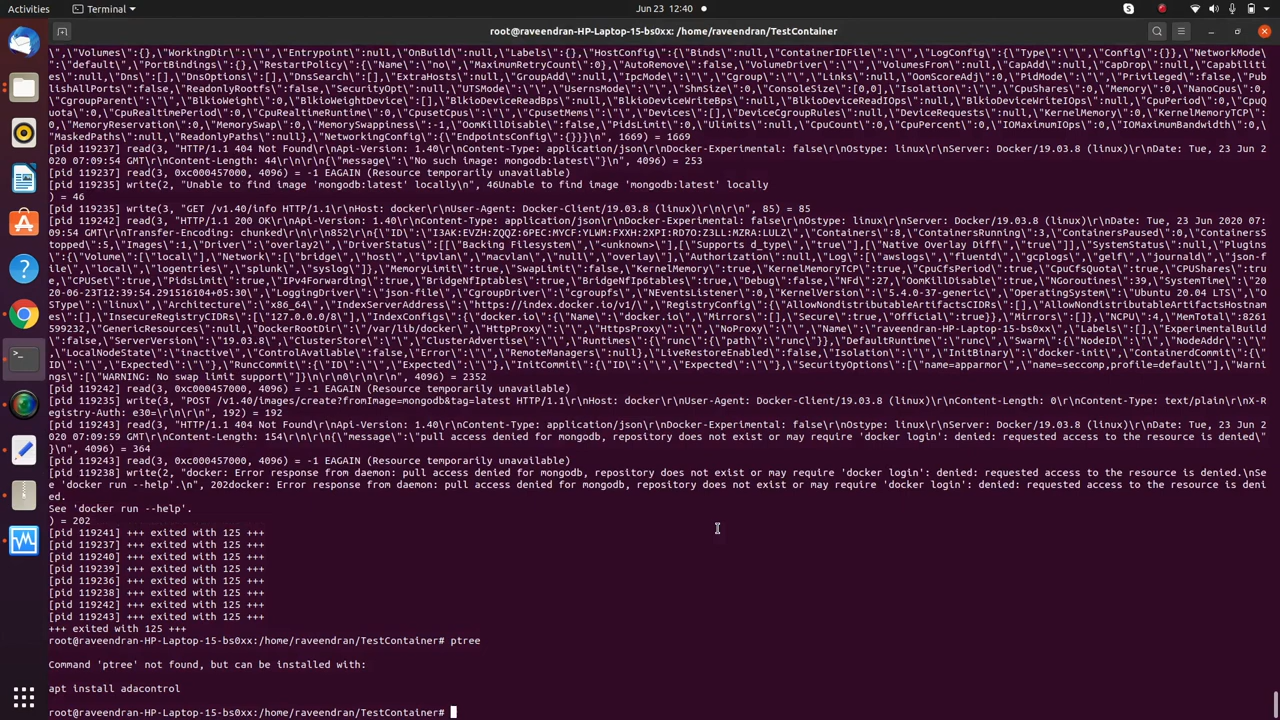 Activities
Terminal
Jun 23 12:40
root@raveendran-HP-Laptop-15-bs0xx: /home/raveendran/TestContainer
\",\"Volumes\":{},\"WorkingDir\":\"\",\"Entrypoint\":null,\"OnBuild\":null,\"Labels\":{},\"HostConfig\":{\"Binds\":null,\"ContainerIDFile\":\"\",\"LogConfig\":{\"Type\":\"\",\"Config\":{}},\"NetworkMode
\":\"default\",\"PortBindings\":{},\"RestartPolicy\":{\"Name\":\"no\",\"MaximumRetryCount\":0},\"AutoRemove\":false,\"VolumeDriver\":\"\",\"VolumesFrom\":null,\"CapAdd\":null,\"CapDrop\":null,\"Capabiliti
es\":null,\"Dns\":[],\"DnsOptions\":[],\"DnsSearch\":[],\"ExtraHosts\":null,\"GroupAdd\":null,\"IpcMode\":\"\",\"Cgroup\":\"\",\"Links\":null,\"OomScoreAdj\":0,\"PidMode\":\"\",\"Privileged\":false,\"Pub
lishAllPorts\":false,\"ReadonlyRootfs\":false,\"SecurityOpt\":null,\"UTSMode\":\"\",\"UsernsMode\":\"\",\"ShmSize\":0,\"ConsoleSize\":[0,0],\"Isolation\":\"\",\"CpuShares\":0,\"Memory\":0,\"NanoCpus\":0,
\"CgroupParent\":\"\",\"BlkioWeight\":0,\"BlkioWeightDevice\":[],\"BlkioDeviceReadBps\":null,\"BlkioDeviceWriteBps\":null,\"BlkioDeviceReadIOps\":null,\"BlkioDeviceWriteIOps\":null,\"CpuPeriod\":0,\"CpuQ
uota\":0,\"CpuRealtimePeriod\":0,\"CpuRealtimeRuntime\":0,\"CpusetCpus\":\"\",\"CpusetMems\":\"\",\"Devices\":[],\"DeviceCgroupRules\":null,\"DeviceRequests\":null,\"KernelMemory\":0,\"KernelMemoryTCP\":
0,\"MemoryReservation\":0,\"MemorySwap\":0,\"MemorySwappiness\":-1,\"OomKillDisable\":false,\"PidsLimit\":0,\"Ulimits\":null,\"CpuCount\":0,\"CpuPercent\":0,\"IOMaximumIOps\":0,\"IOMaximumBandwidth\":0,\"
MaskedPaths\":null,\"ReadonlyPaths\":null},\"NetworkingConfig\":{\"EndpointsConfig\":{}}}\n", 1669) = 1669
[pid 119237] read(3, "HTTP/1.1 404 Not Found\r\nApi-Version: 1.40\r\nContent-Type: application/json\r\nDocker-Experimental: false\r\nOstype: linux\r\nServer: Docker/19.03.8 (linux)\r\nDate: Tue, 23 Jun 2
020 07:09:54 GMT\r\nContent-Length: 44\r\n\r\n{\"message\":\"No such image: mongodb:latest\"}\n", 4096) = 253
[pid 119237] read(3, 0xc000457000, 4096) = -1 EAGAIN (Resource temporarily unavailable)
[pid 119235] write(2, "Unable to find image 'mongodb:latest' locally\n", 46Unable to find image 'mongodb:latest' locally
) = 46
[pid 119235] write(3, "GET /v1.40/info HTTP/1.1\r\nHost: docker\r\nUser-Agent: Docker-Client/19.03.8 (linux)\r\n\r\n", 85) = 85
[pid 119242] read(3, "HTTP/1.1 200 OK\r\nApi-Version: 1.40\r\nContent-Type: application/json\r\nDocker-Experimental: false\r\nOstype: linux\r\nServer: Docker/19.03.8 (linux)\r\nDate: Tue, 23 Jun 2020 07:
09:54 GMT\r\nTransfer-Encoding: chunked\r\n\r\n852\r\n{\"ID\":\"I3AK:EVZH:ZQQZ:6PEC:MYCF:YLWM:FXXH:2XPI:RD7O:Z3LL:MZRA:LULZ\",\"Containers\":8,\"ContainersRunning\":3,\"ContainersPaused\":0,\"ContainersS
topped\":5,\"Images\":1,\"Driver\":\"overlay2\",\"DriverStatus\":[[\"Backing Filesystem\",\"<unknown>\"],[\"Supports d_type\",\"true\"],[\"Native Overlay Diff\",\"true\"]],\"SystemStatus\":null,\"Plugins
\":{\"Volume\":[\"local\"],\"Network\":[\"bridge\",\"host\",\"ipvlan\",\"macvlan\",\"null\",\"overlay\"],\"Authorization\":null,\"Log\":[\"awslogs\",\"fluentd\",\"gcplogs\",\"gelf\",\"journald\",\"json-f
ile\",\"local\",\"logentries\",\"splunk\",\"syslog\"]},\"MemoryLimit\":true,\"SwapLimit\":false,\"KernelMemory\":true,\"KernelMemoryTCP\":true,\"CpuCfsPeriod\":true,\"CpuCfsQuota\":true,\"CPUShares\":tru
e,\"CPUSet\":true,\"PidsLimit\":true,\"IPv4Forwarding\":true,\"BridgeNfIptables\":true,\"BridgeNfIp6tables\":true,\"Debug\":false,\"NFd\":27,\"OomKillDisable\":true,\"NGoroutines\":39,\"SystemTime\":\"20
20-06-23T12:39:54.291516104+05:30\",\"LoggingDriver\":\"json-file\",\"CgroupDriver\":\"cgroupfs\",\"NEventsListener\":0,\"KernelVersion\":\"5.4.0-37-generic\",\"OperatingSystem\":\"Ubuntu 20.04 LTS\",\"O
SType\":\"linux\",\"Architecture\":\"x86_64\",\"IndexServerAddress\":\"https://index.docker.io/v1/\",\"RegistryConfig\":{\"AllowNondistributableArtifactsCIDRs\":[],\"AllowNondistributableArtifactsHostnam
es\":[],\"InsecureRegistryCIDRs\":[\"127.0.0.0/8\"],\"IndexConfigs\":{\"docker.io\":{\"Name\":\"docker.io\",\"Mirrors\":[],\"Secure\":true,\"Official\":true}},\"Mirrors\":[]},\"NCPU\":4,\"MemTotal\":8261
599232,\"GenericResources\":null,\"DockerRootDir\":\"/var/lib/docker\",\"HttpProxy\":\"\",\"HttpsProxy\":\"\",\"NoProxy\":\"\",\"Name\":\"raveendran-HP-Laptop-15-bs0xx\",\"Labels\":[],\"ExperimentalBuild
\":false,\"ServerVersion\":\"19.03.8\",\"ClusterStore\":\"\",\"ClusterAdvertise\":\"\",\"Runtimes\":{\"runc\":{\"path\":\"runc\"}},\"DefaultRuntime\":\"runc\",\"Swarm\":{\"NodeID\":\"\",\"NodeAddr\":\"\"
,\"LocalNodeState\":\"inactive\",\"ControlAvailable\":false,\"Error\":\"\",\"RemoteManagers\":null},\"LiveRestoreEnabled\":false,\"Isolation\":\"\",\"InitBinary\":\"docker-init\",\"ContainerdCommit\":{\"
ID\":\"\",\"Expected\":\"\"},\"RuncCommit\":{\"ID\":\"\",\"Expected\":\"\"},\"InitCommit\":{\"ID\":\"\",\"Expected\":\"\"},\"SecurityOptions\":[\"name=apparmor\",\"name=seccomp,profile=default\"],\"Warni
ngs\":[\"WARNING: No swap limit support\"]}\n\r\n0\r\n\r\n", 4096) = 2352
[pid 119242] read(3, 0xc000457000, 4096) = -1 EAGAIN (Resource temporarily unavailable)
[pid 119235] write(3, "POST /v1.40/images/create?fromImage=mongodb&tag=latest HTTP/1.1\r\nHost: docker\r\nUser-Agent: Docker-Client/19.03.8 (linux)\r\nContent-Length: 0\r\nContent-Type: text/plain\r\nX-R
egistry-Auth: e30=\r\n\r\n", 192) = 192
[pid 119243] read(3, "HTTP/1.1 404 Not Found\r\nApi-Version: 1.40\r\nContent-Type: application/json\r\nDocker-Experimental: false\r\nOstype: linux\r\nServer: Docker/19.03.8 (linux)\r\nDate: Tue, 23 Jun 2
020 07:09:59 GMT\r\nContent-Length: 154\r\n\r\n{\"message\":\"pull access denied for mongodb, repository does not exist or may require 'docker login': denied: requested access to the resource is denied\"
}\n", 4096) = 364
[pid 119243] read(3, 0xc000457000, 4096) = -1 EAGAIN (Resource temporarily unavailable)
[pid 119238] write(2, "docker: Error response from daemon: pull access denied for mongodb, repository does not exist or may require 'docker login': denied: requested access to the resource is denied.\nSe
e 'docker run --help'.\n", 202docker: Error response from daemon: pull access denied for mongodb, repository does not exist or may require 'docker login': denied: requested access to the resource is deni
ed.
See 'docker run --help'.
) = 202
[pid 119241] +++ exited with 125 +++
[pid 119237] +++ exited with 125 +++
[pid 119240] +++ exited with 125 +++
[pid 119239] +++ exited with 125 +++
[pid 119236] +++ exited with 125 +++
[pid 119238] +++ exited with 125 +++
[pid 119242] +++ exited with 125 +++
[pid 119243] +++ exited with 125 +++
+++ exited with 125 +++
root@raveendran-HP-Laptop-15-bs0xx:/home/raveendran/TestContainer# ptree
Command 'ptree' not found, but can be installed with:
apt install adacontrol
root@raveendran-HP-Laptop-15-bs0xx:/home/raveendran/TestContainer#